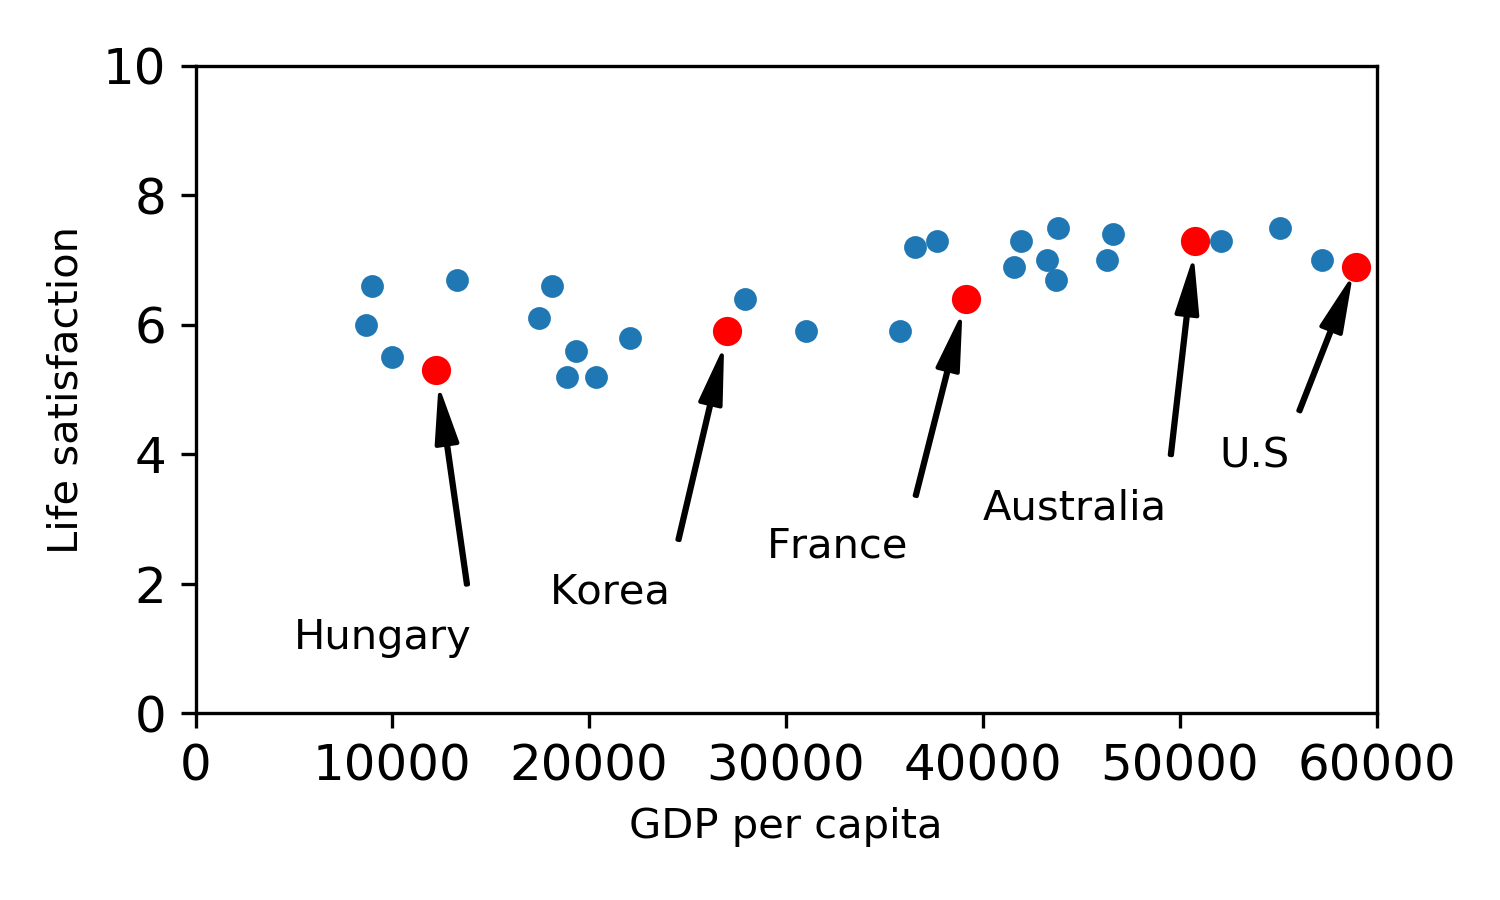 10
8
6
4
2
0
Life satisfaction
U.S
Australia
France
Korea
Hungary
0 10000 20000 30000 40000 50000 60000
GDP per capita